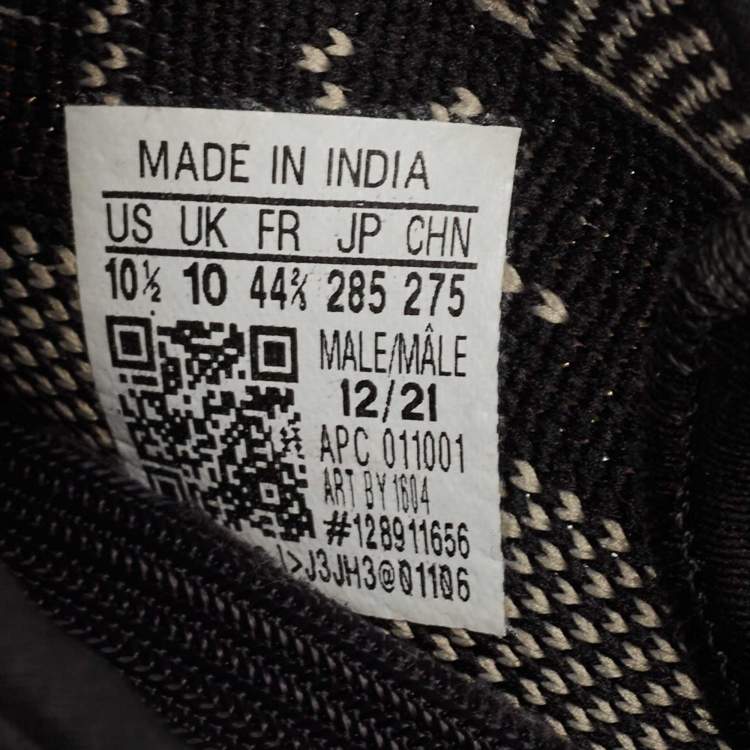 MADE IN INDIA
US UK FR JP CHN
10½ 10 44⅔ 285 275
MALE/MÂLE
12/21
APC 011001
ART BY1604
#128911656
>J3JH3@01106